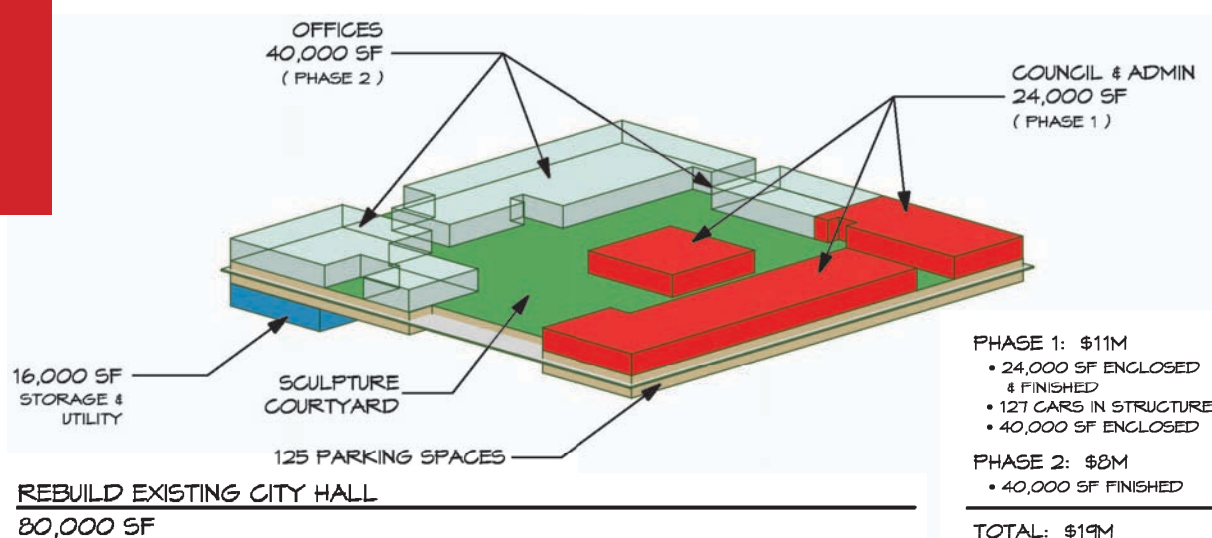 OFFICES
40,000 SF
( PHASE 2 )
COUNCIL & ADMIN
24,000 SF
( PHASE 1 )
16,000 SF
STORAGE &
UTILITY
SCULPTURE
COURTYARD
125 PARKING SPACES
PHASE 1: $11M
• 24,000 SF ENCLOSED
& FINISHED
• 127 CARS IN STRUCTURE
• 40,000 SF ENCLOSED
PHASE 2: $8M
• 40,000 SF FINISHED
TOTAL: $19M
REBUILD EXISTING CITY HALL
80,000 SF